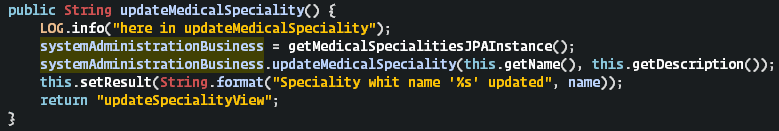 public String updateMedicalSpeciality() {
    LOG.info("here in updateMedicalSpeciality");
    systemAdministrationBusiness = getMedicalSpecialitiesJPAInstance();
    systemAdministrationBusiness.updateMedicalSpeciality(this.getName(), this.getDescription());
    this.setResult(String.format("Speciality whit name '%s' updated", name));
    return "updateSpecialityView";
}